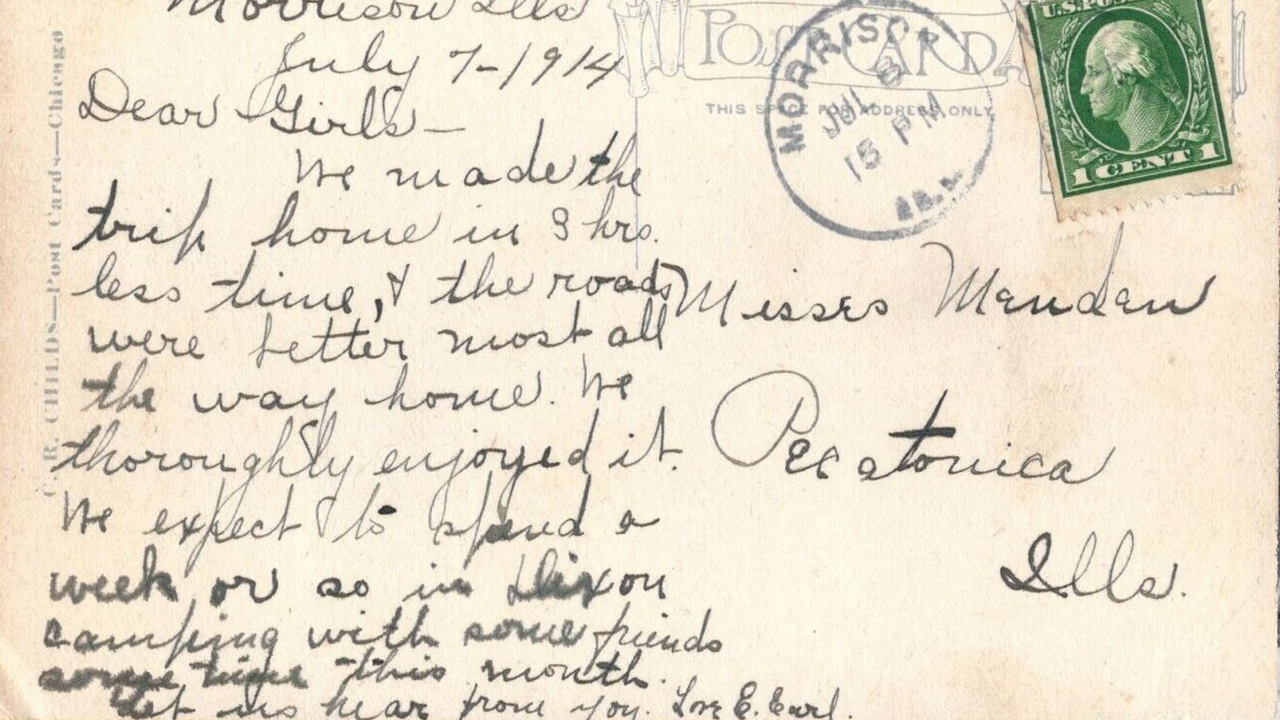 Morrison Ills
July 7-1914
Dear Girls-
We made the
trip home in 3 hrs.
less time, & the roads
were better most all
the way home. We
thoroughly enjoyed it.
We expect to spend a
week or so in Dixon
camping with some friends
some time this month.
Let us hear from you. Love E. Earl.
C. R. CHILDS—Post Card—Chicago
POST CARD
THIS SPACE FOR ADDRESS ONLY
MORRISON
JUL 8
15 PM
ILL.
U.S. POS
1 CENT 1
Misses Menden
Pecatonica
Ills.